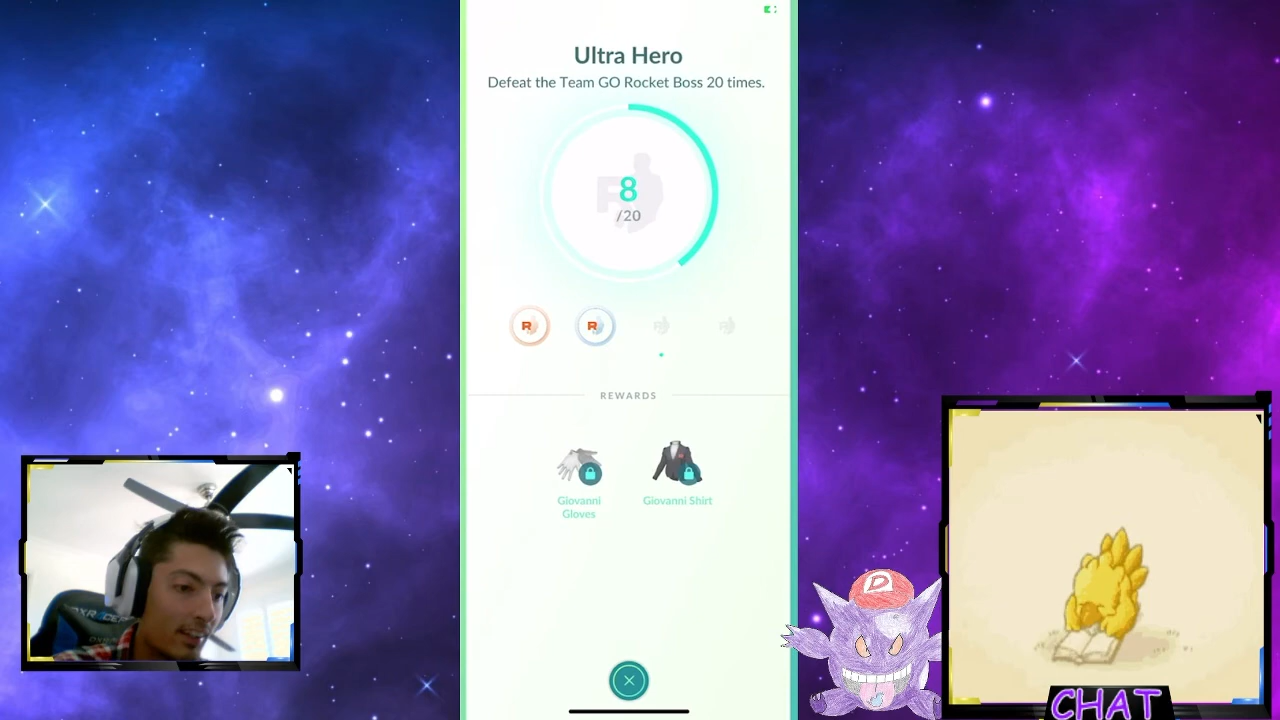 Ultra Hero
Defeat the Team GO Rocket Boss 20 times.
8
/20
R
R
REWARDS
Giovanni
Gloves
Giovanni Shirt
D
CHAT